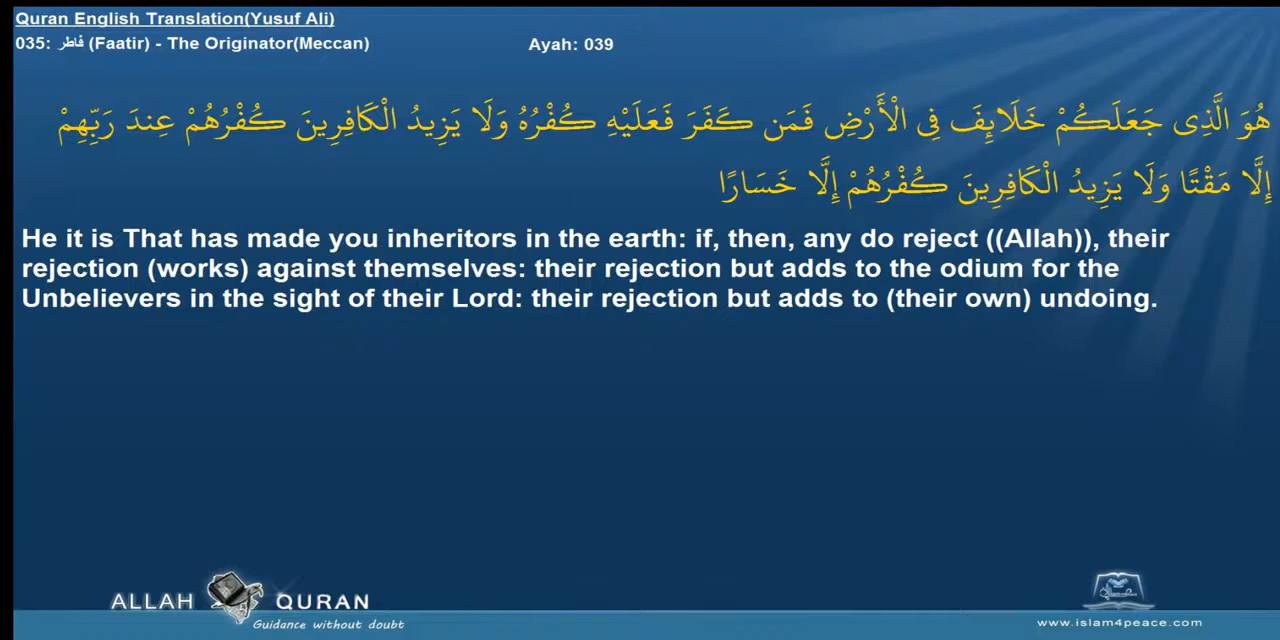 Quran English Translation(Yusuf Ali)
035: فاطر (Faatir) - The Originator(Meccan)
Ayah: 039
هُوَ الَّذِى جَعَلَكُمْ خَلَائِفَ فِى الْأَرْضِ فَمَن كَفَرَ فَعَلَيْهِ كُفْرُهُ وَلَا يَزِيدُ الْكَافِرِينَ كُفْرُهُمْ عِندَ رَبِّهِمْ
إِلَّا مَقْتًا وَلَا يَزِيدُ الْكَافِرِينَ كُفْرُهُمْ إِلَّا خَسَارًا
He it is That has made you inheritors in the earth: if, then, any do reject ((Allah)), their
rejection (works) against themselves: their rejection but adds to the odium for the
Unbelievers in the sight of their Lord: their rejection but adds to (their own) undoing.
ALLAH QURAN
Guidance without doubt
www.islam4peace.com